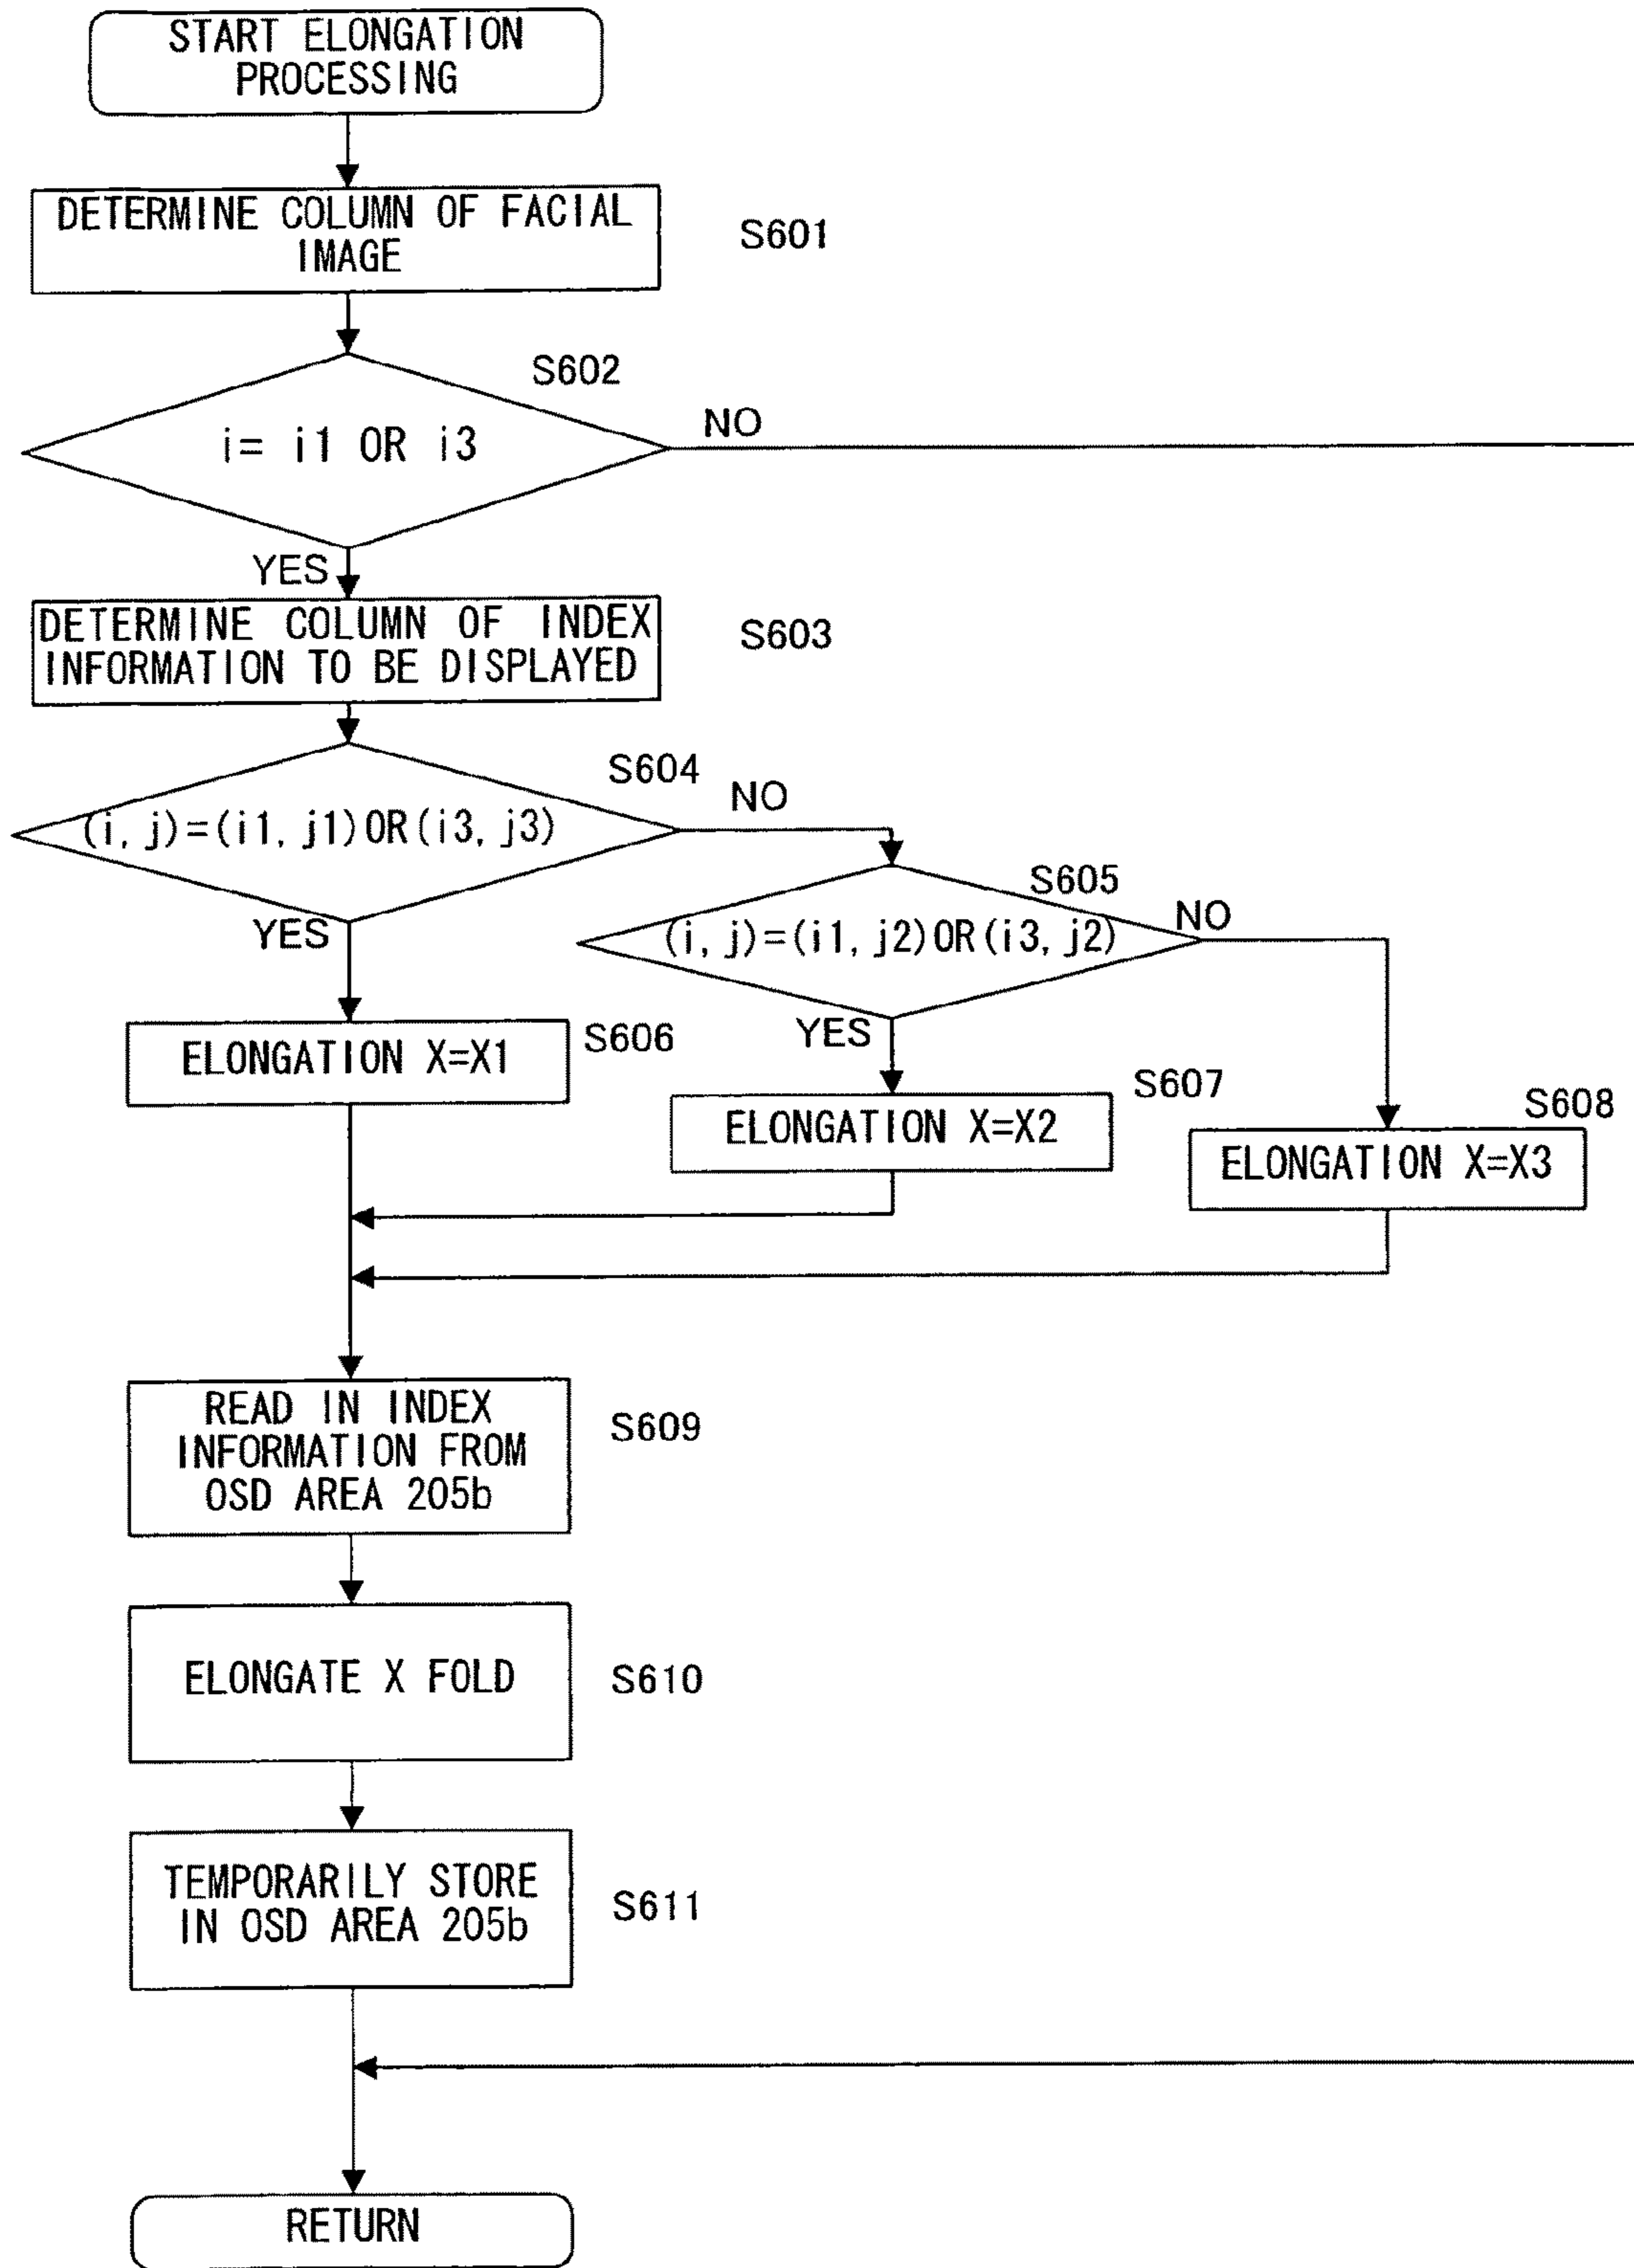 START ELONGATION
PROCESSING
DETERMINE COLUMN OF FACIAL
IMAGE
S601
S602
i= i1 OR i3
NO
YES
DETERMINE COLUMN OF INDEX
INFORMATION TO BE DISPLAYED
S603
S604
(i, j)=(i1, j1)OR(i3, j3)
NO
YES
S605
(i, j)=(i1, j2)OR(i3, j2)
NO
YES
ELONGATION X=X1
S606
ELONGATION X=X2
S607
ELONGATION X=X3
S608
READ IN INDEX
INFORMATION FROM
OSD AREA 205b
S609
ELONGATE X FOLD
S610
TEMPORARILY STORE
IN OSD AREA 205b
S611
RETURN